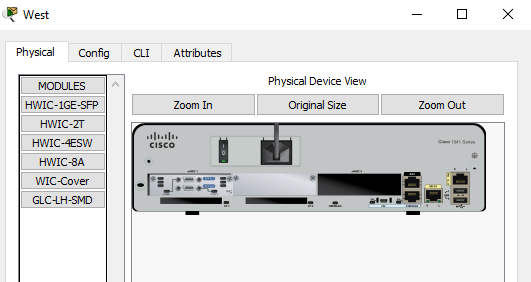 West
Physical
Config
CLI
Attributes
MODULES
HWIC-1GE-SFP
HWIC-2T
HWIC-4ESW
HWIC-8A
WIC-Cover
GLC-LH-SMD
Physical Device View
Zoom In
Original Size
Zoom Out
CISCO
Cisco 1941 Series